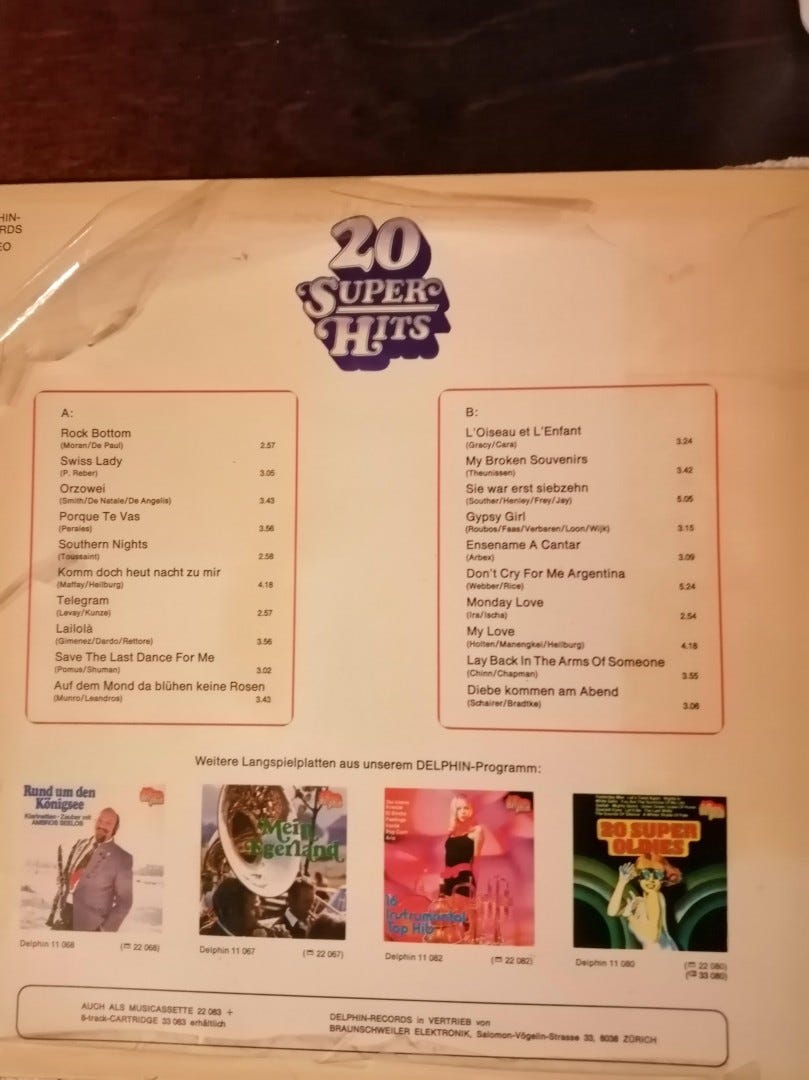 HIN-
RDS
EO
20
SUPER
HITS
A:
Rock Bottom
(Moran/De Paul) 2.57
Swiss Lady
(P. Reber) 3.05
Orzowei
(Smith/De Natale/De Angelis) 3.43
Porque Te Vas
(Perales) 3.56
Southern Nights
(Toussaint) 2.58
Komm doch heut nacht zu mir
(Maffay/Heilburg) 4.18
Telegram
(Levay/Kunze) 2.57
Lailolà
(Gimenez/Dardo/Rettore) 3.56
Save The Last Dance For Me
(Pomus/Shuman) 3.02
Auf dem Mond da blühen keine Rosen
(Munro/Leandros) 3.43
B:
L'Oiseau et L'Enfant
(Gracy/Cara) 3.24
My Broken Souvenirs
(Theunissen) 3.42
Sie war erst siebzehn
(Souther/Henley/Frey/Jay) 5.05
Gypsy Girl
(Roubos/Faas/Verbaren/Loon/Wijk) 3.15
Ensename A Cantar
(Arbex) 3.09
Don't Cry For Me Argentina
(Webber/Rice) 5.24
Monday Love
(Ira/Ischa) 2.54
My Love
(Holten/Manengkei/Heilburg) 4.18
Lay Back In The Arms Of Someone
(Chinn/Chapman) 3.55
Diebe kommen am Abend
(Schairer/Bradtke) 3.06
Weitere Langspielplatten aus unserem DELPHIN-Programm:
Rund um den
Königsee
Klarinetten - Zauber mit
AMBROS SEELOS
Mein
Egerland
16
Instrumental
Top Hits
20 SUPER
OLDIES
Delphin 11 068 (22 068)
Delphin 11 067 (22 067)
Delphin 11 082 (22 082)
Delphin 11 080 (22 080)
(33 080)
AUCH ALS MUSICASSETTE 22 083 +
8-track-CARTRIDGE 33 083 erhältlich
DELPHIN-RECORDS in VERTRIEB von
BRAUNSCHWEILER ELEKTRONIK, Salomon-Vögelin-Strasse 33, 8038 ZÜRICH